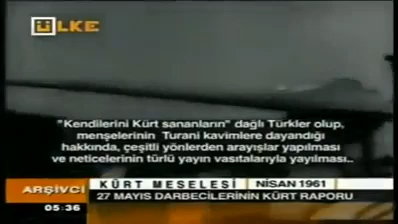 ÜLKE
"Kendilerini Kürt sananların" dağlı Türkler olup,
menşelerinin Turani kavimlere dayandığı
hakkında, çeşitli yönlerden arayışlar yapılması
ve neticelerinin türlü yayın vasıtalarıyla yayılması..
ARŞİVCİ
KÜRT MESELESİ
NİSAN 1961
05:36
27 MAYIS DARBECİLERİNİN KÜRT RAPORU